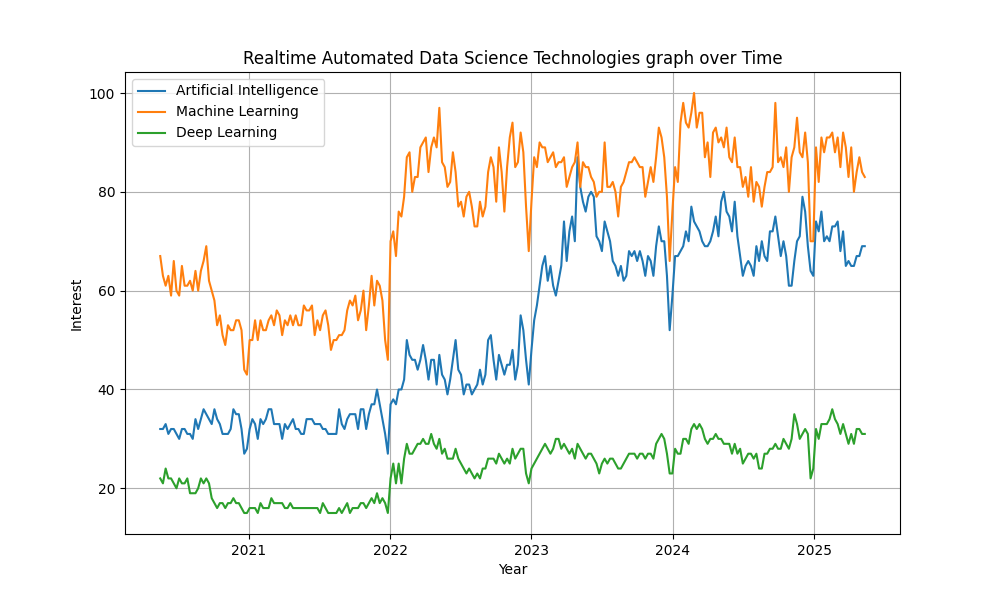 Realtime Automated Data Science Technologies graph over Time
Artificial Intelligence
Machine Learning
Deep Learning
100
80
60
40
20
Interest
2021
2022
2023
2024
2025
Year